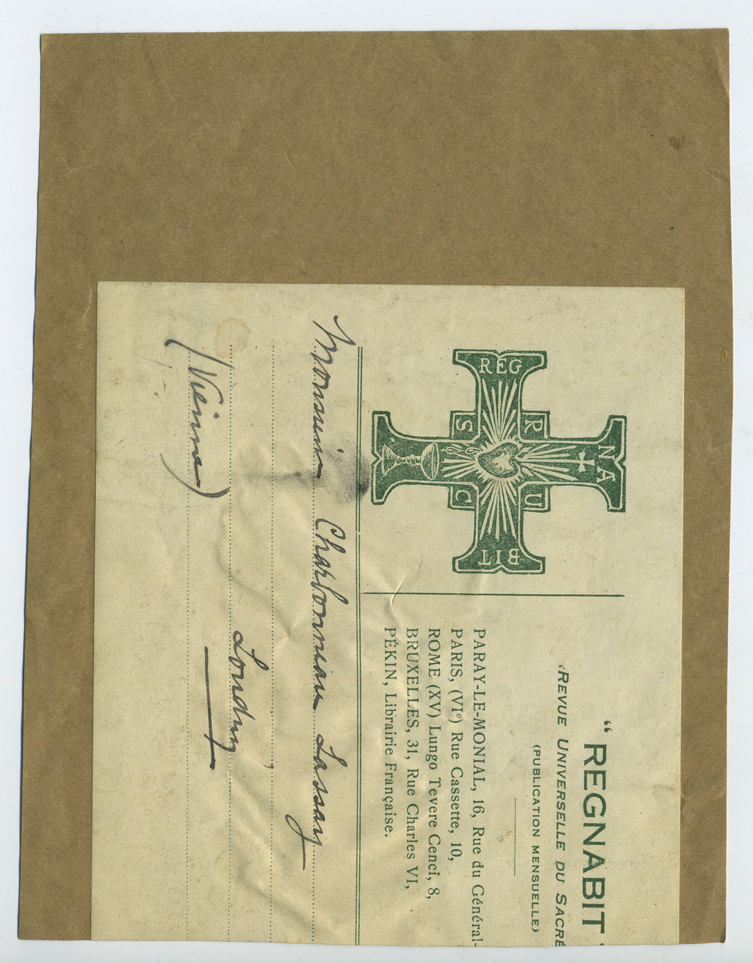 REG
NA
BIT
S
R
C
U
“ REGNABIT ”
REVUE UNIVERSELLE DU SACRÉ
(PUBLICATION MENSUELLE)
PARAY-LE-MONIAL, 16, Rue du Général-
PARIS, (VIᵉ) Rue Cassette, 10,
ROME (XV) Lungo Tevere Cenci, 8,
BRUXELLES, 31, Rue Charles VI,
PÉKIN, Librairie Française.
Monsieur Charbonneau Lassay
Loudun
(Vienne)